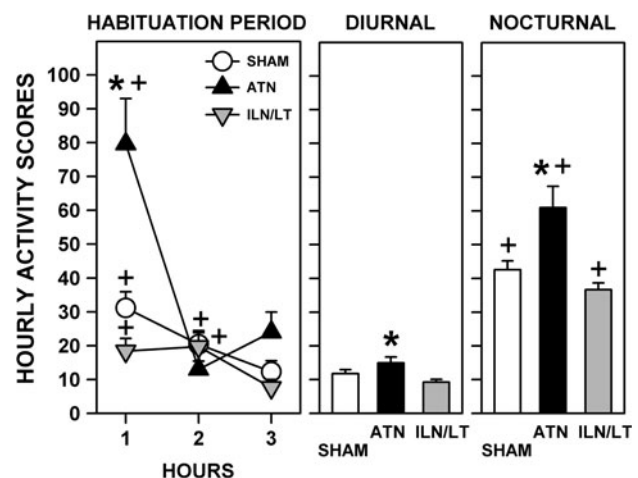 HABITUATION PERIOD
DIURNAL
NOCTURNAL
HOURLY ACTIVITY SCORES
100
90
80
70
60
50
40
30
20
10
0
SHAM
ATN
ILN/LT
* +
+
+
+
+
*
+
* +
+
1 2 3
HOURS
SHAM ATN ILN/LT
SHAM ATN ILN/LT